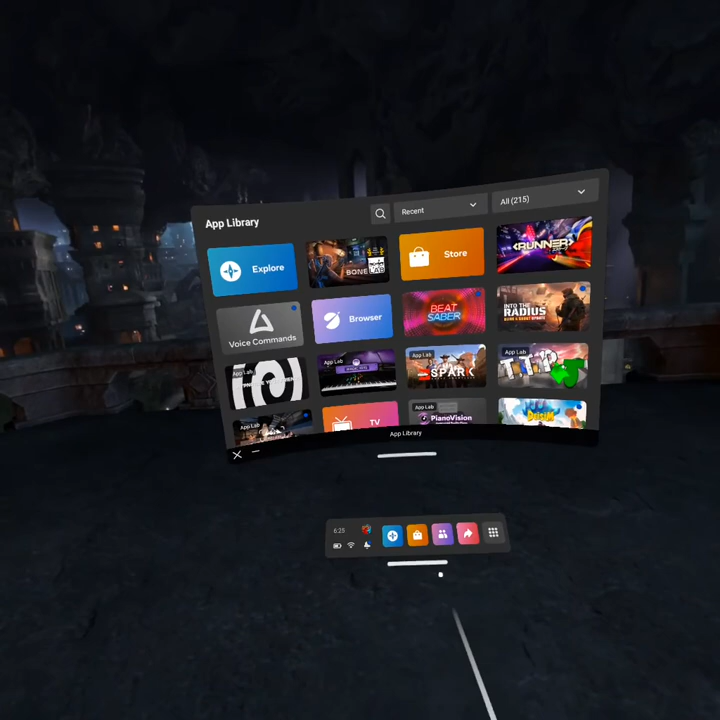 App Library
Recent
All (215)
Explore
BONELAB
Store
RUNNER
Voice Commands
Browser
BEAT
SABER
INTO THE
RADIUS
App Lab
App Lab
App Lab
SPARK
App Lab
App Lab
TV
App Lab
PianoVision
App Library
6:25